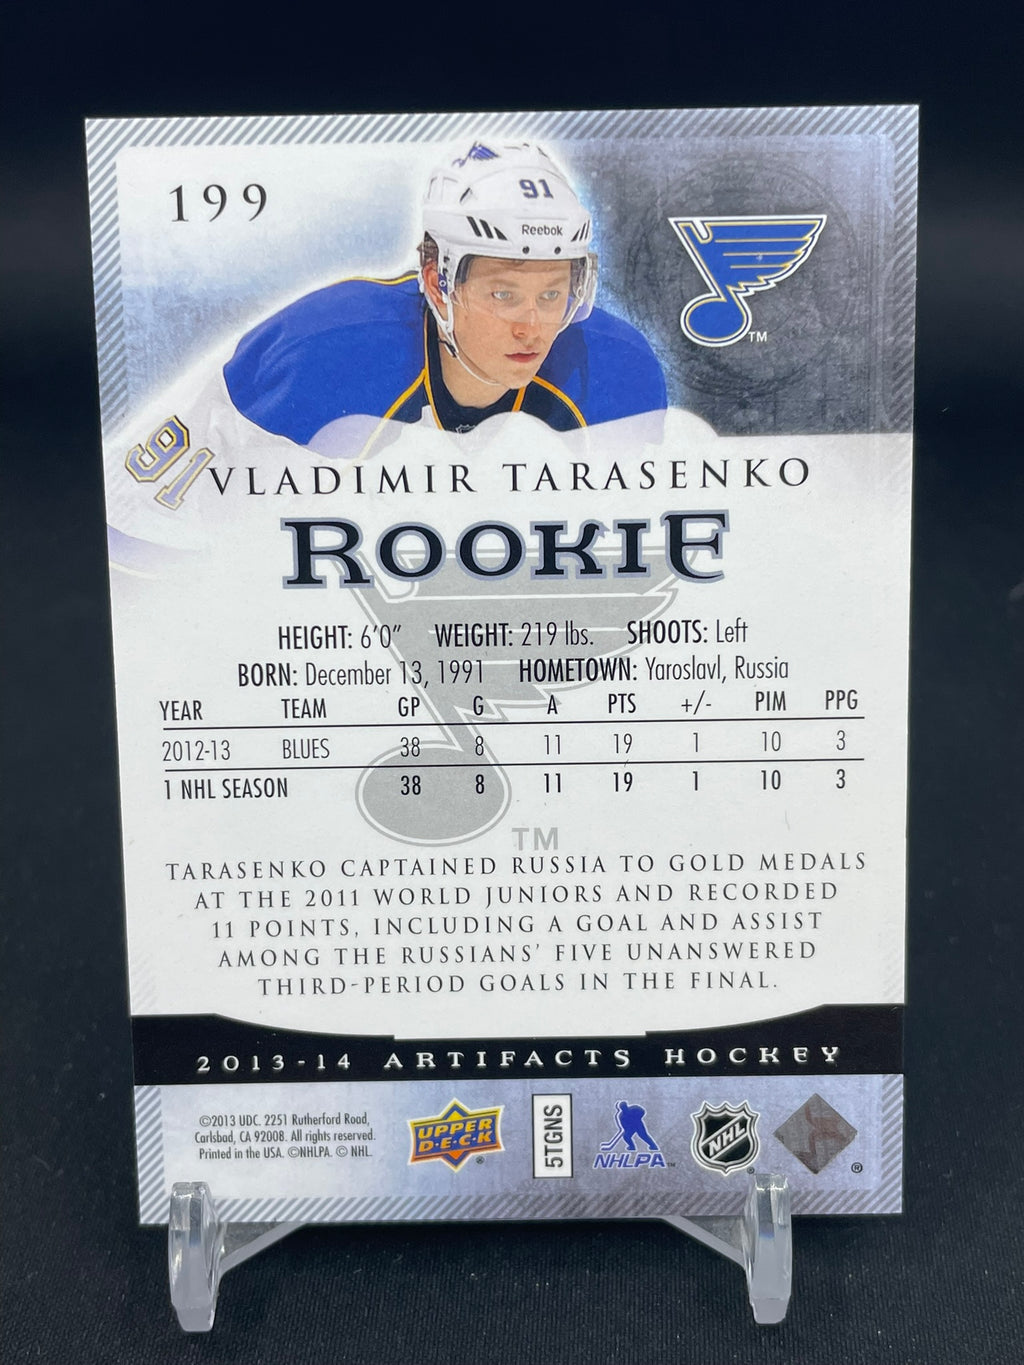 199
91
Reebok
TM
91
VLADIMIR TARASENKO
ROOKIE
HEIGHT: 6'0" WEIGHT: 219 lbs. SHOOTS: Left
BORN: December 13, 1991 HOMETOWN: Yaroslavl, Russia
YEAR TEAM GP G A PTS +/- PIM PPG
2012-13 BLUES 38 8 11 19 1 10 3
1 NHL SEASON 38 8 11 19 1 10 3
TM
TARASENKO CAPTAINED RUSSIA TO GOLD MEDALS
AT THE 2011 WORLD JUNIORS AND RECORDED
11 POINTS, INCLUDING A GOAL AND ASSIST
AMONG THE RUSSIANS' FIVE UNANSWERED
THIRD-PERIOD GOALS IN THE FINAL.
2013-14 ARTIFACTS HOCKEY
©2013 UDC. 2251 Rutherford Road,
Carlsbad, CA 92008. All rights reserved.
Printed in the USA. ©NHLPA. © NHL.
UPPER
D·E·C·K
®
5TGNS
NHLPA™
NHL
®
®